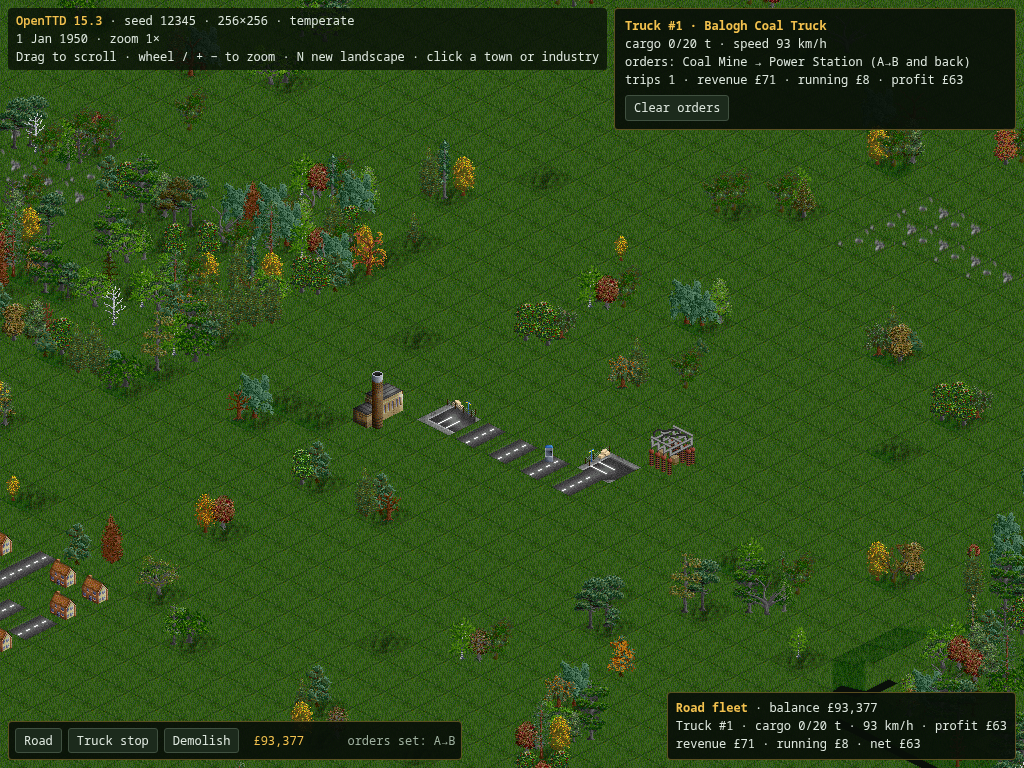 OpenTTD 15.3 · seed 12345 · 256×256 · temperate
1 Jan 1950 · zoom 1×
Drag to scroll · wheel / + − to zoom · N new landscape · click a town or industry
Truck #1 · Balogh Coal Truck
cargo 0/20 t · speed 93 km/h
orders: Coal Mine → Power Station (A→B and back)
trips 1 · revenue £71 · running £8 · profit £63
Clear orders
Road fleet · balance £93,377
Truck #1 · cargo 0/20 t · 93 km/h · profit £63
revenue £71 · running £8 · net £63
Road Truck stop Demolish £93,377 orders set: A→B